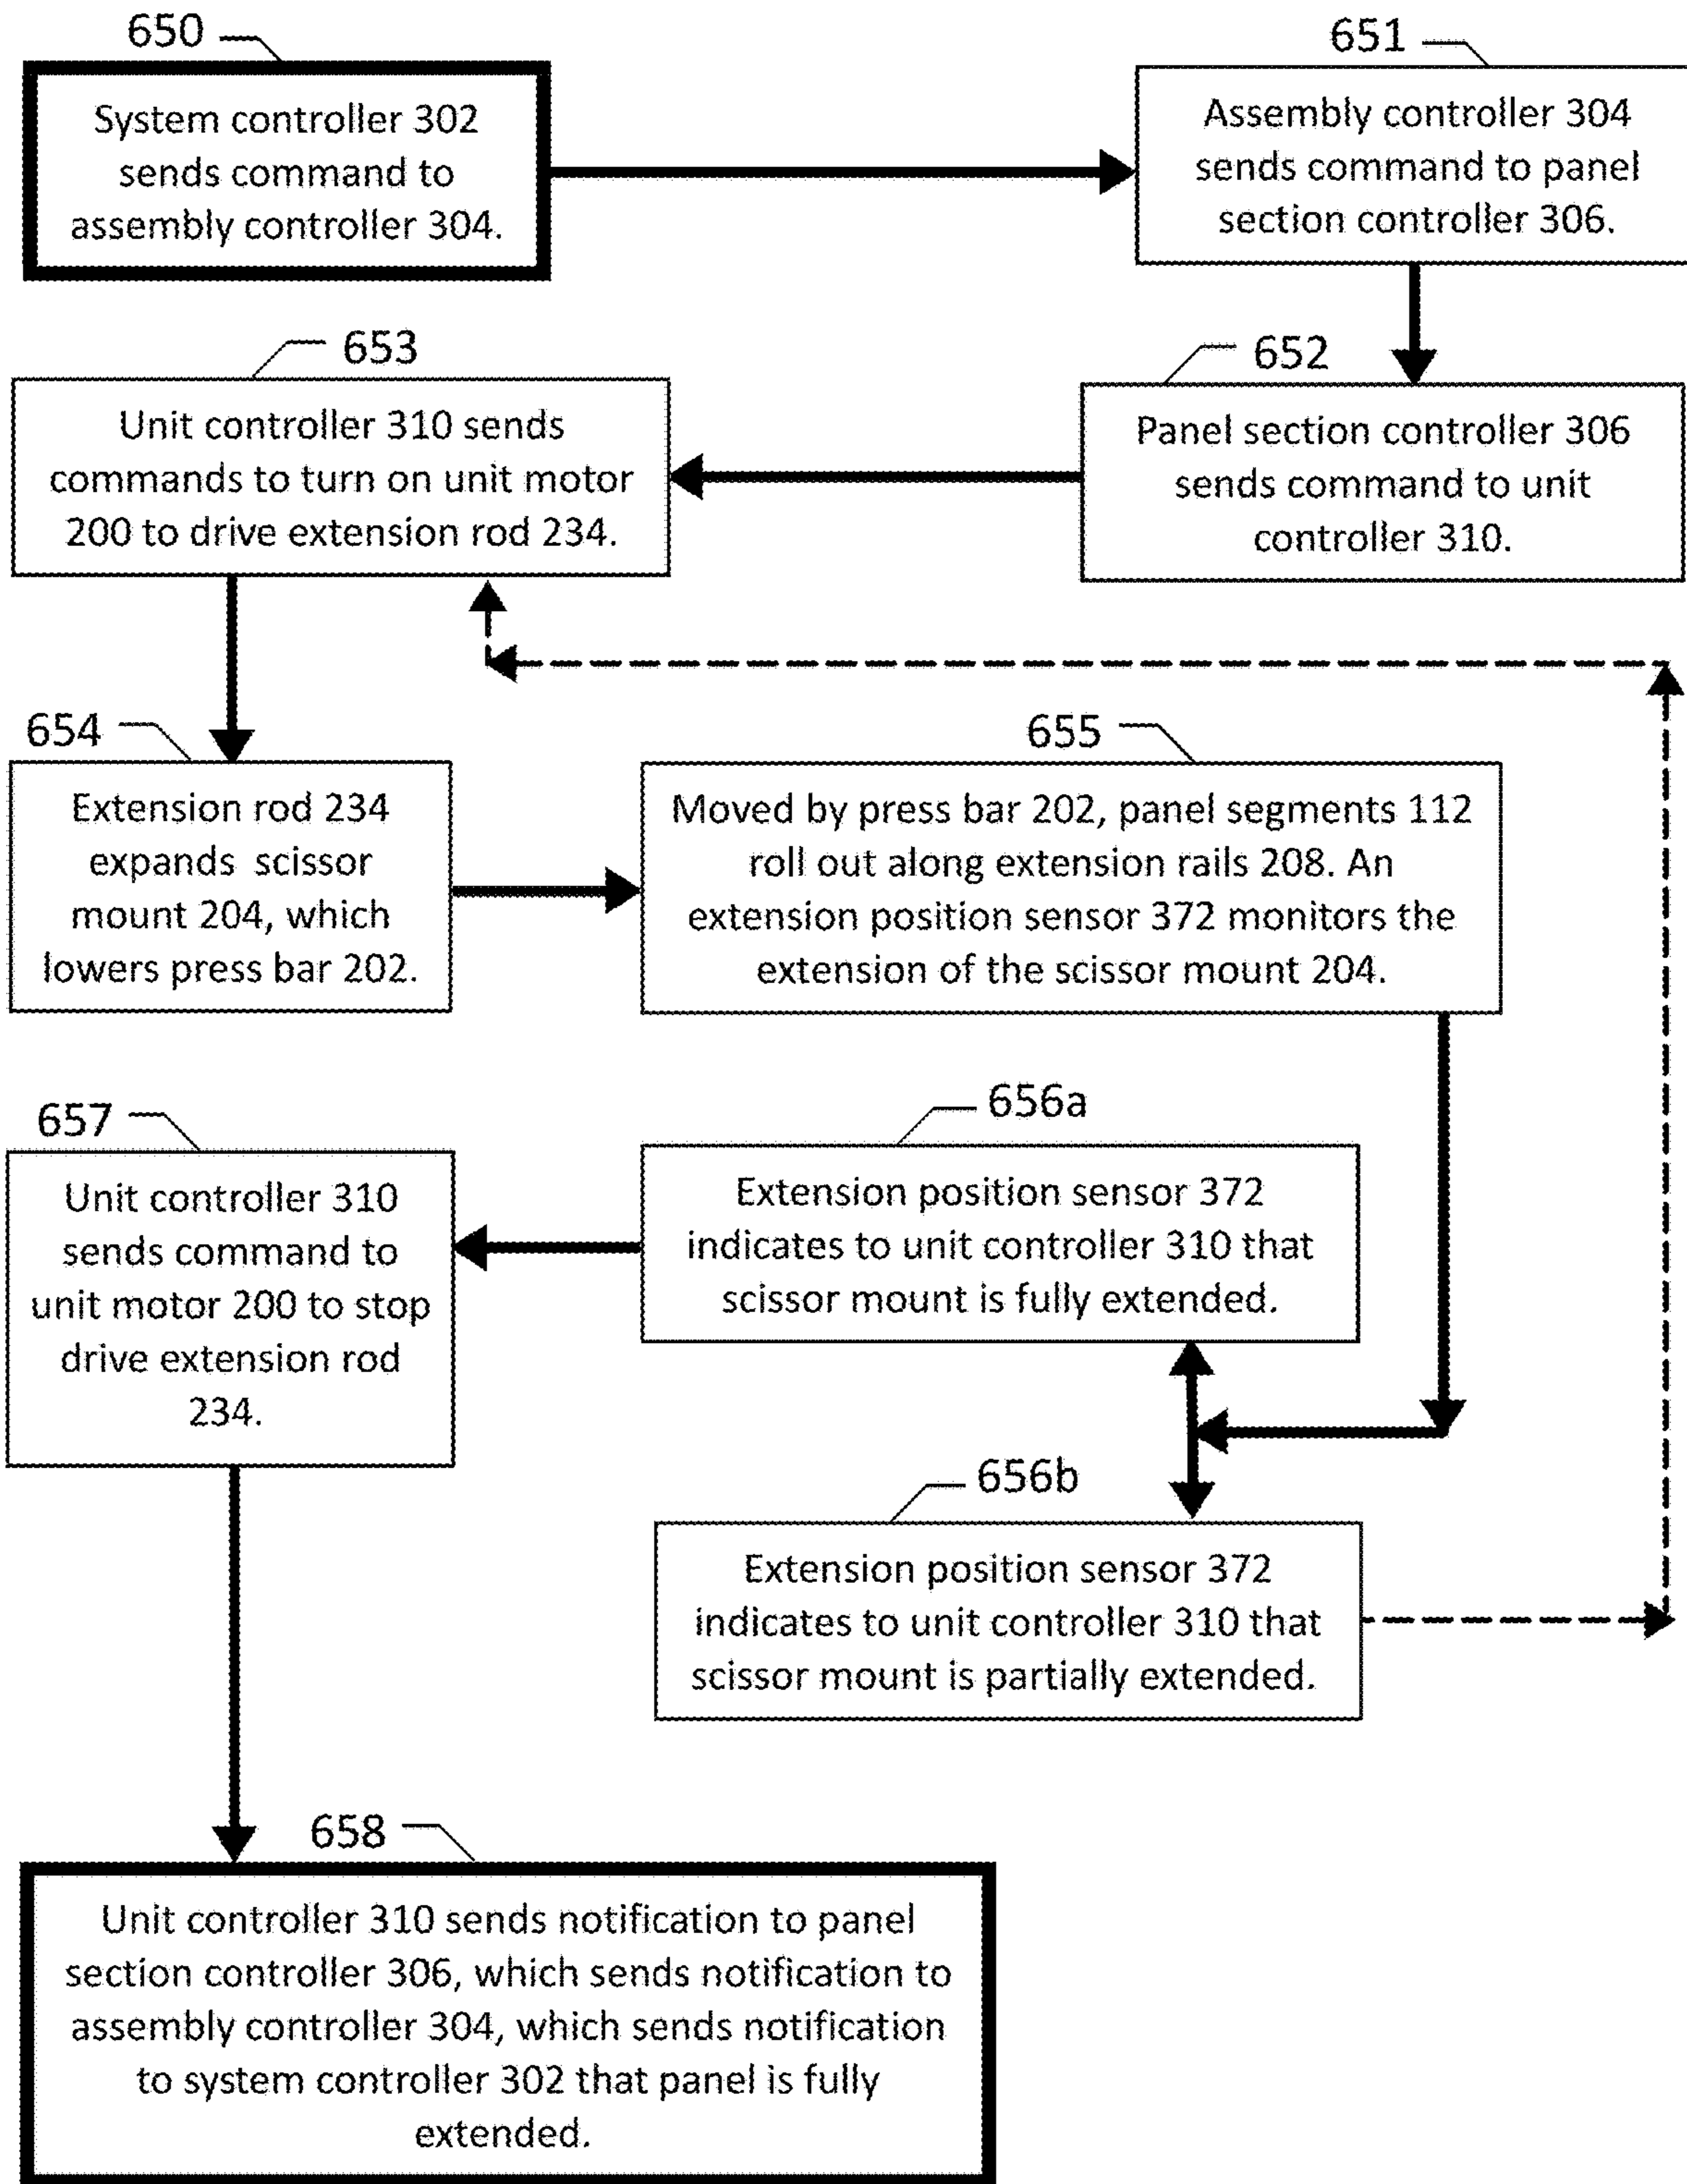 650
System controller 302
sends command to
assembly controller 304.
651
Assembly controller 304
sends command to panel
section controller 306.
653
Unit controller 310 sends
commands to turn on unit motor
200 to drive extension rod 234.
652
Panel section controller 306
sends command to unit
controller 310.
654
Extension rod 234
expands scissor
mount 204, which
lowers press bar 202.
655
Moved by press bar 202, panel segments 112
roll out along extension rails 208. An
extension position sensor 372 monitors the
extension of the scissor mount 204.
657
Unit controller 310
sends command to
unit motor 200 to stop
drive extension rod
234.
656a
Extension position sensor 372
indicates to unit controller 310 that
scissor mount is fully extended.
656b
Extension position sensor 372
indicates to unit controller 310 that
scissor mount is partially extended.
658
Unit controller 310 sends notification to panel
section controller 306, which sends notification to
assembly controller 304, which sends notification
to system controller 302 that panel is fully
extended.